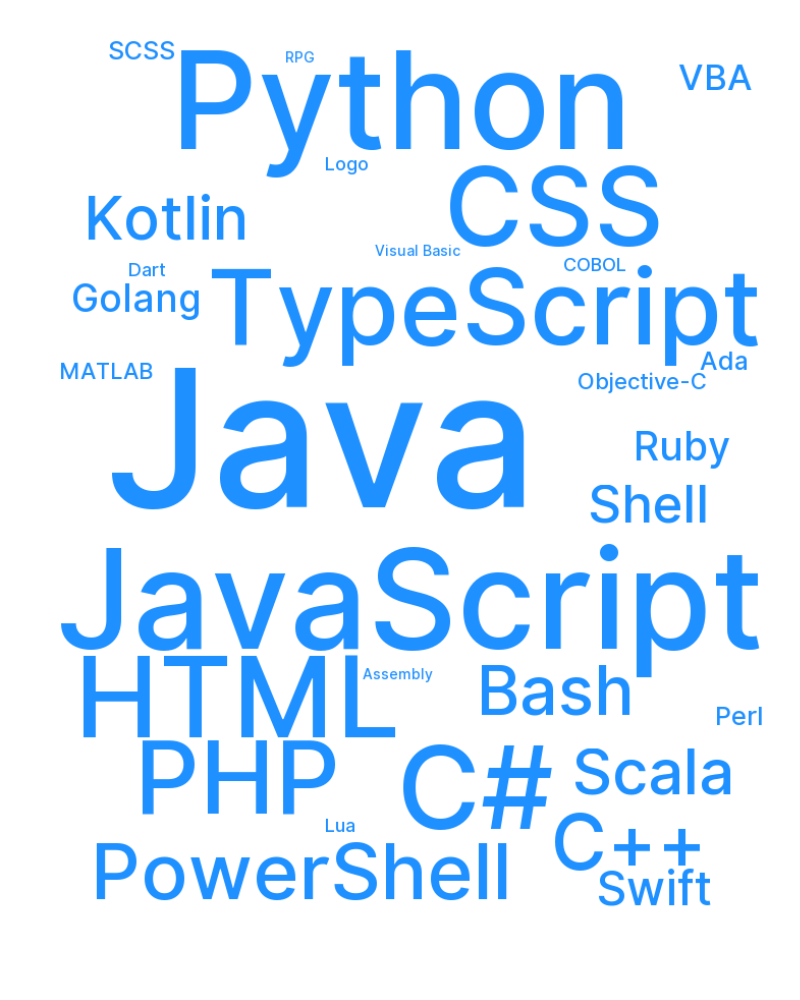 SCSS
Python
RPG
VBA
Logo
CSS
Kotlin
Visual Basic
COBOL
Dart
TypeScript
Golang
Ada
MATLAB
Objective-C
Java
Ruby
Shell
JavaScript
HTML
Assembly
Bash
Perl
PHP
C#
Scala
Lua
C++
PowerShell
Swift